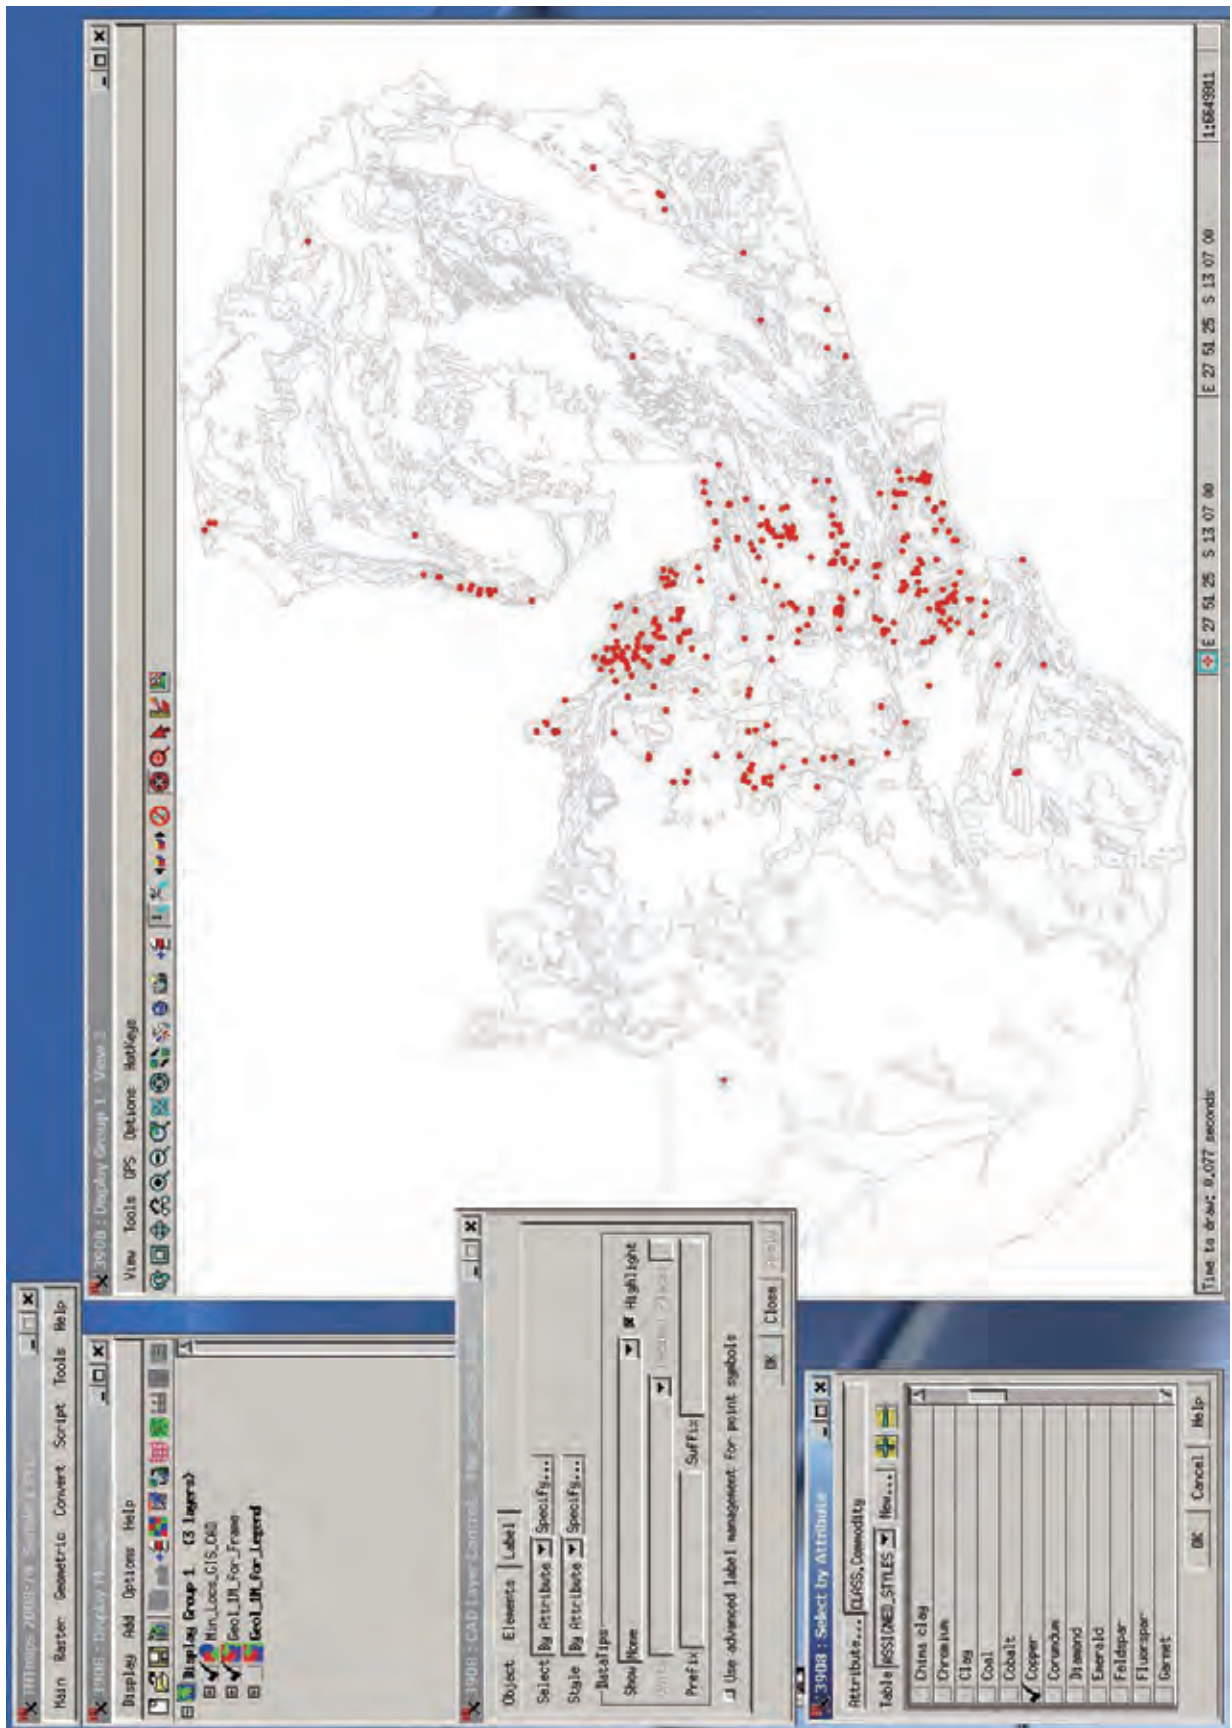 Main Raster Geometric Convert Script Tools Help
Display Add Options Help
Display Group 1 (3 layers)
Min_Locs_GIS_CAD
Geol_1M_for_Frame
Geol_1M_for_Legend
3908 : Display Group 1 - View 2
View Tools GPS Options HotKeys
Time to draw: 0.077 seconds
E 27 51 25 S 13 07 00
E 27 51 25 S 13 07 00
1:6649911
Object Elements Label
Select By Attribute Specify...
Style By Attribute Specify...
DataTips
Show None Highlight
Prefix Suffix
Use advanced label management for point symbols
OK Close Apply
3908 : Select by Attribute
Attribute... CLASS.Commodity
Table ASSIGNED_STYLES New...
China clay
Chromium
Clay
Coal
Cobalt
Copper
Corundum
Diamond
Emerald
Feldspar
Fluorspar
Garnet
OK Cancel Help